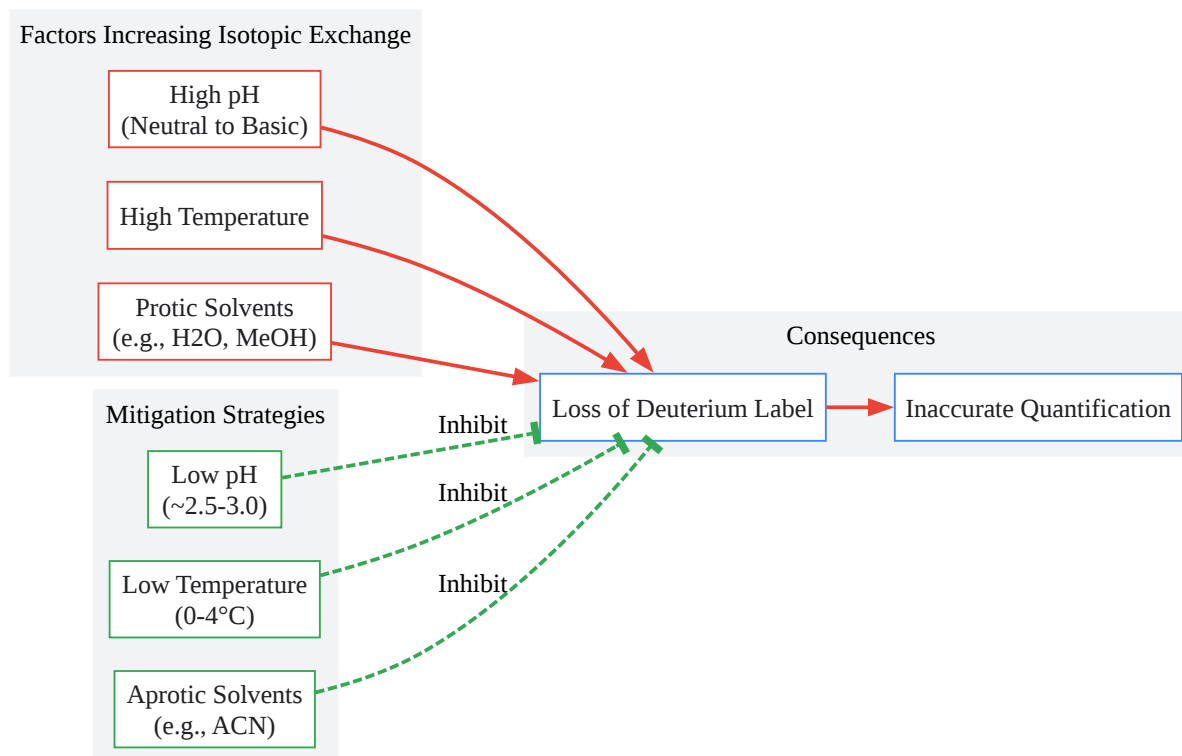 Factors Increasing Isotopic Exchange
High pH
(Neutral to Basic)
High Temperature
Protic Solvents
(e.g., H2O, MeOH)
Consequences
Loss of Deuterium Label
Inaccurate Quantification
Mitigation Strategies
Inhibit
Low pH
(~2.5-3.0)
Inhibit
Low Temperature
(0-4°C)
Inhibit
Aprotic Solvents
(e.g., ACN)